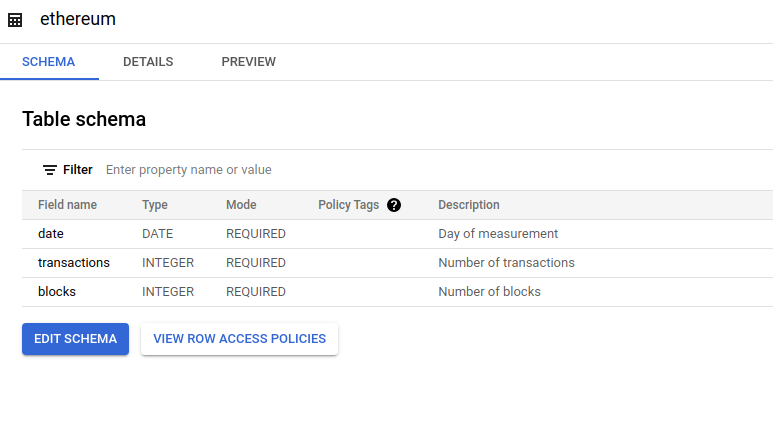 ethereum
SCHEMA DETAILS PREVIEW
Table schema
Filter Enter property name or value
Field name Type Mode Policy Tags ? Description
date DATE REQUIRED Day of measurement
transactions INTEGER REQUIRED Number of transactions
blocks INTEGER REQUIRED Number of blocks
EDIT SCHEMA VIEW ROW ACCESS POLICIES